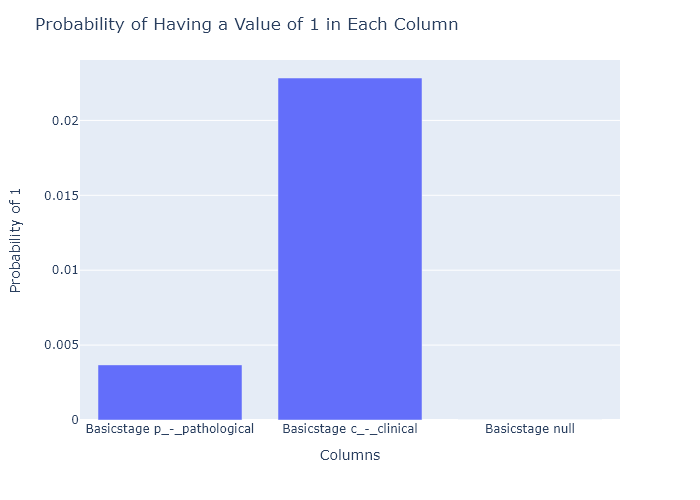 Probability of Having a Value of 1 in Each Column
Probability of 1
0.02
0.015
0.01
0.005
0
Basicstage p_-_pathological
Basicstage c_-_clinical
Basicstage null
Columns